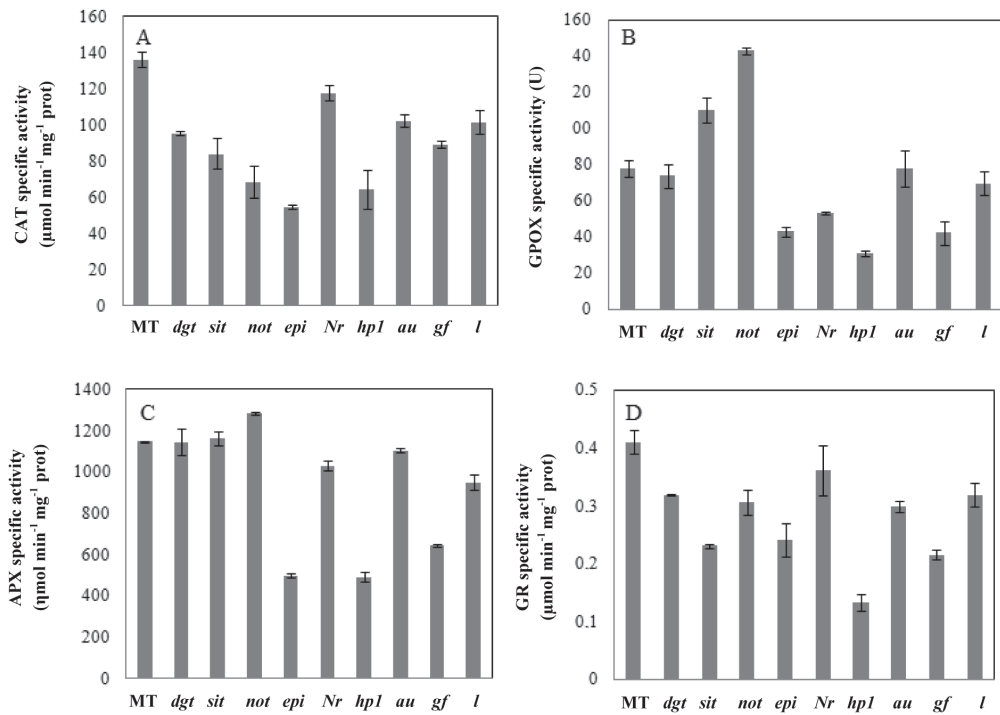 A
CAT specific activity
(µmol min⁻¹ mg⁻¹ prot)
160
140
120
100
80
60
40
20
0
MT dgt sit not epi Nr hp1 au gf l
B
GPOX specific activity (U)
160
40
20
00
80
60
40
20
0
MT dgt sit not epi Nr hp1 au gf l
C
APX specific activity
(ηmol min⁻¹ mg⁻¹ prot)
1400
1200
1000
800
600
400
200
0
MT dgt sit not epi Nr hp1 au gf l
D
GR specific activity
(µmol min⁻¹ mg⁻¹ prot)
0.5
0.4
0.3
0.2
0.1
0
MT dgt sit not epi Nr hp1 au gf l